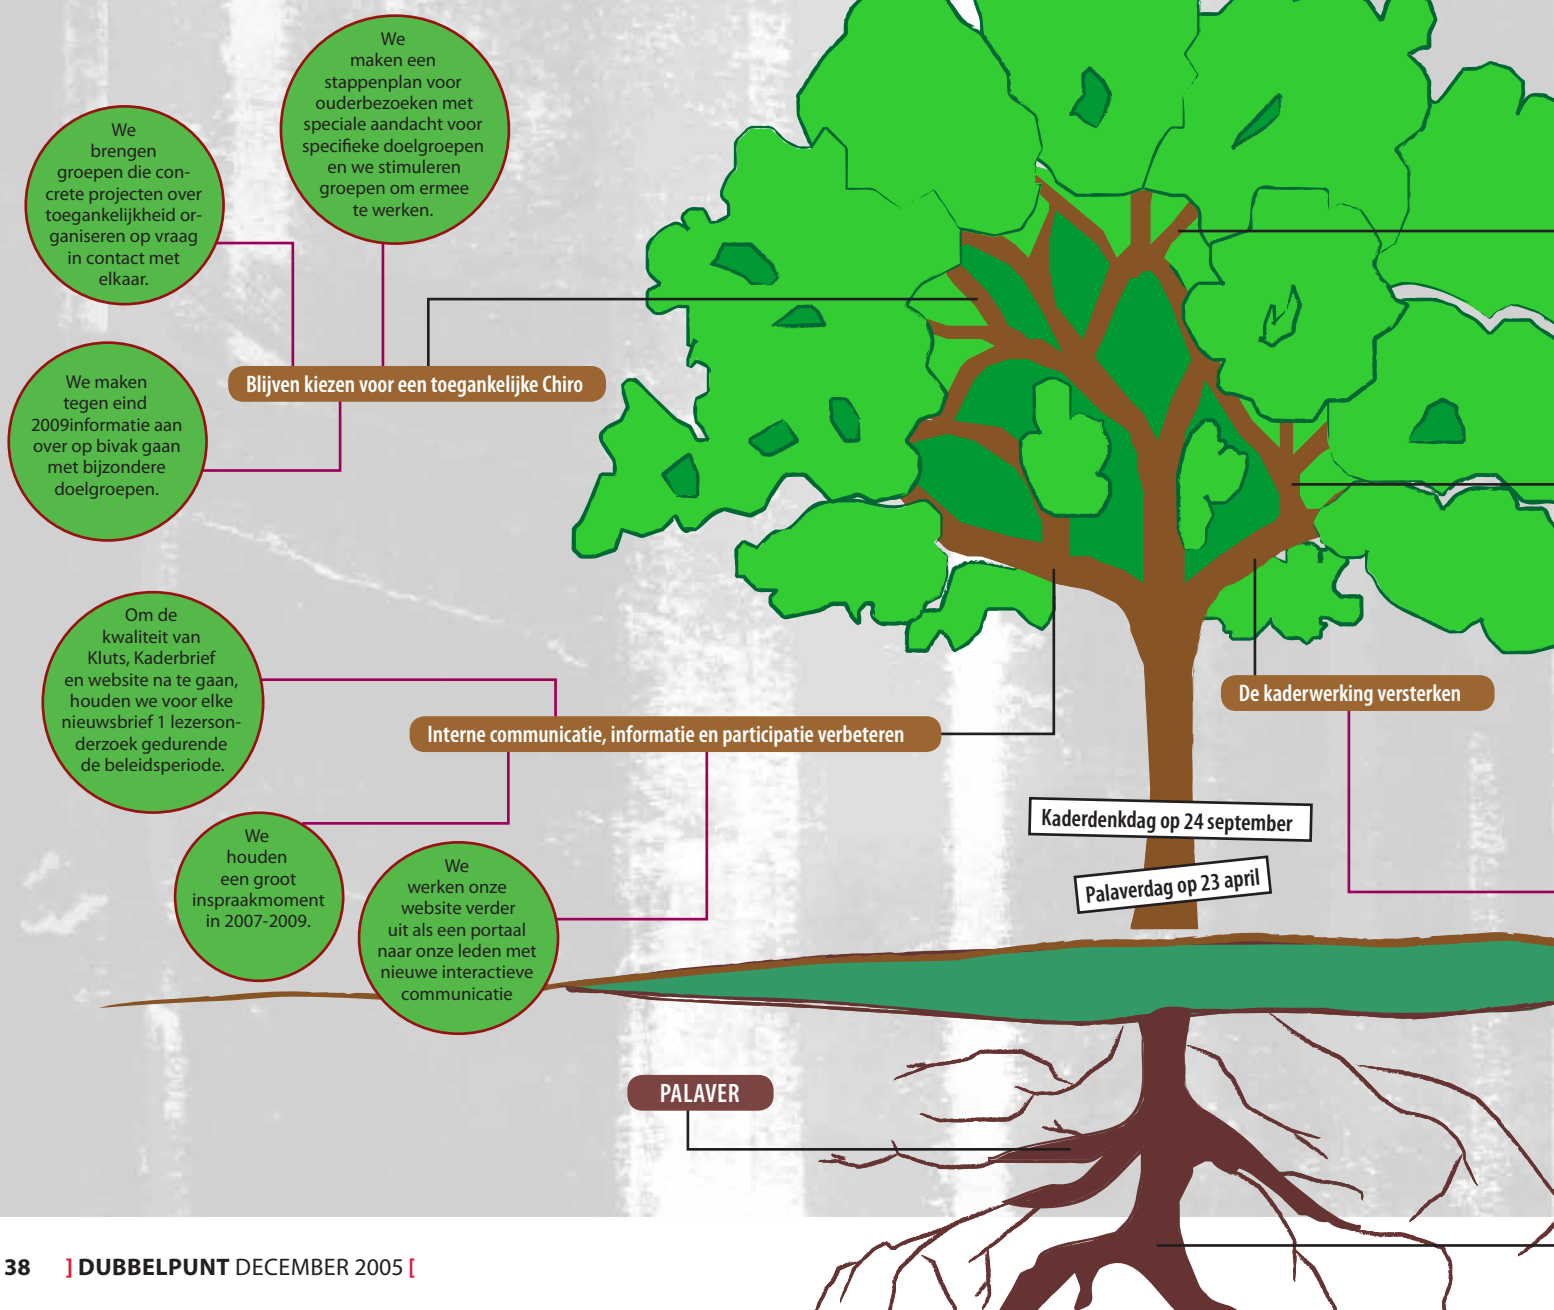 We
maken een
stappenplan voor
ouderbezoeken met
speciale aandacht voor
specifieke doelgroepen
en we stimuleren
groepen om ermee
te werken.
We
brengen
groepen die con-
crete projecten over
toegankelijkheid or-
ganiseren op vraag
in contact met
elkaar.
Blijven kiezen voor een toegankelijke Chiro
We maken
tegen eind
2009informatie aan
over op bivak gaan
met bijzondere
doelgroepen.
Om de
kwaliteit van
Kluts, Kaderbrief
en website na te gaan,
houden we voor elke
nieuwsbrief 1 lezerson-
derzoek gedurende
de beleidsperiode.
Interne communicatie, informatie en participatie verbeteren
De kaderwerking versterken
We
houden
een groot
inspraakmoment
in 2007-2009.
We
werken onze
website verder
uit als een portaal
naar onze leden met
nieuwe interactieve
communicatie
Kaderdenkdag op 24 september
Palaverdag op 23 april
PALAVER
38 ] DUBBELPUNT DECEMBER 2005 [